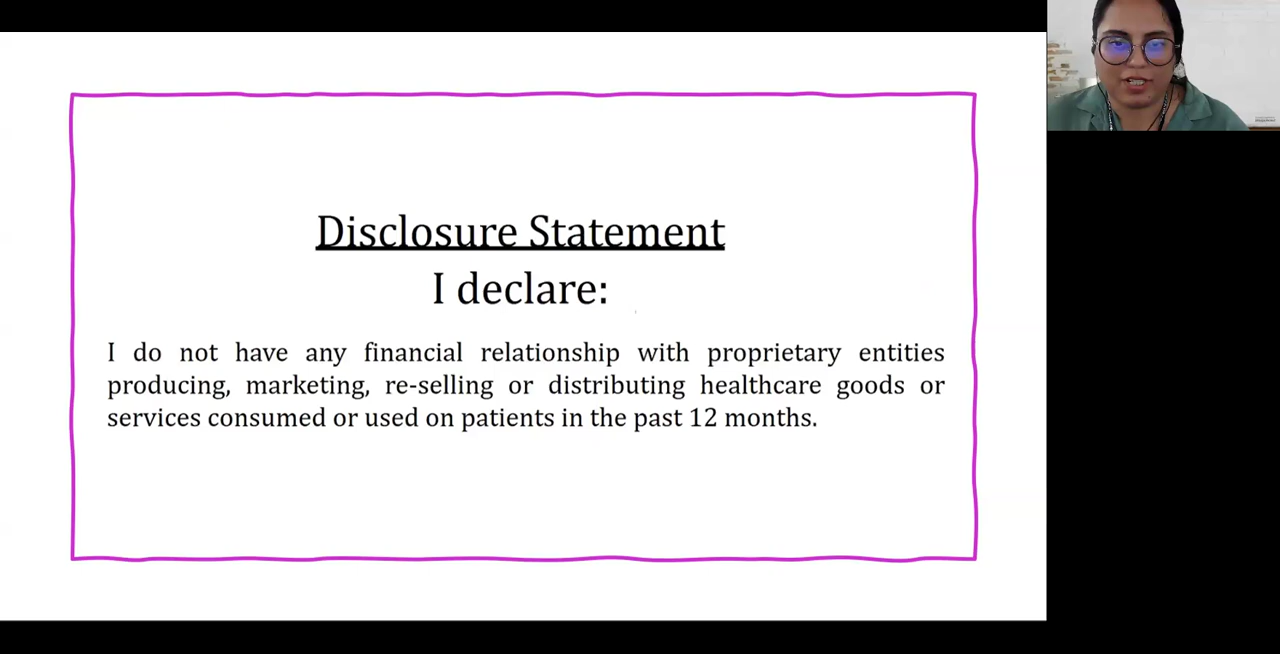 Disclosure Statement
I declare:
I do not have any financial relationship with proprietary entities
producing, marketing, re-selling or distributing healthcare goods or
services consumed or used on patients in the past 12 months.